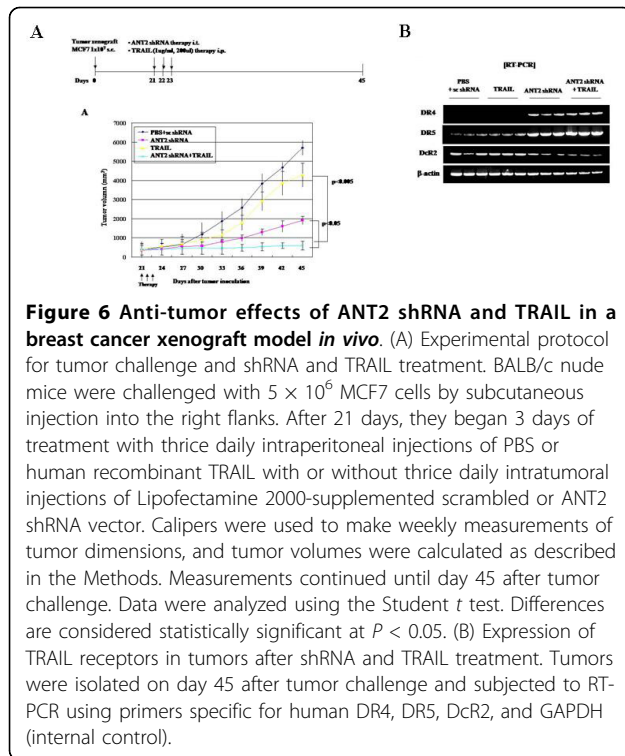 A
B
Tumor xenograft
MCF7 1x10⁷ s.c.
• ANT2 shRNA therapy i.t.
• TRAIL (1ug/ml, 200ul) therapy i.p.
Days 0 21 22 23 45
A
PBS+sc shRNA
ANT2 shRNA
TRAIL
ANT2 shRNA+TRAIL
Tumor volumn (mm³)
7000
6000
5000
4000
3000
2000
1000
0
p<0.005
p<0.05
21 24 27 30 33 36 39 42 45
Therapy
Days after tumor inoculation
[RT-PCR]
PBS +sc shRNA
TRAIL
ANT2 shRNA
ANT2 shRNA +TRAIL
DR4
DR5
DcR2
β-actin
Figure 6 Anti-tumor effects of ANT2 shRNA and TRAIL in a
breast cancer xenograft model in vivo. (A) Experimental protocol
for tumor challenge and shRNA and TRAIL treatment. BALB/c nude
mice were challenged with 5 × 10⁶ MCF7 cells by subcutaneous
injection into the right flanks. After 21 days, they began 3 days of
treatment with thrice daily intraperitoneal injections of PBS or
human recombinant TRAIL with or without thrice daily intratumoral
injections of Lipofectamine 2000-supplemented scrambled or ANT2
shRNA vector. Calipers were used to make weekly measurements of
tumor dimensions, and tumor volumes were calculated as described
in the Methods. Measurements continued until day 45 after tumor
challenge. Data were analyzed using the Student t test. Differences
are considered statistically significant at P < 0.05. (B) Expression of
TRAIL receptors in tumors after shRNA and TRAIL treatment. Tumors
were isolated on day 45 after tumor challenge and subjected to RT-
PCR using primers specific for human DR4, DR5, DcR2, and GAPDH
(internal control).